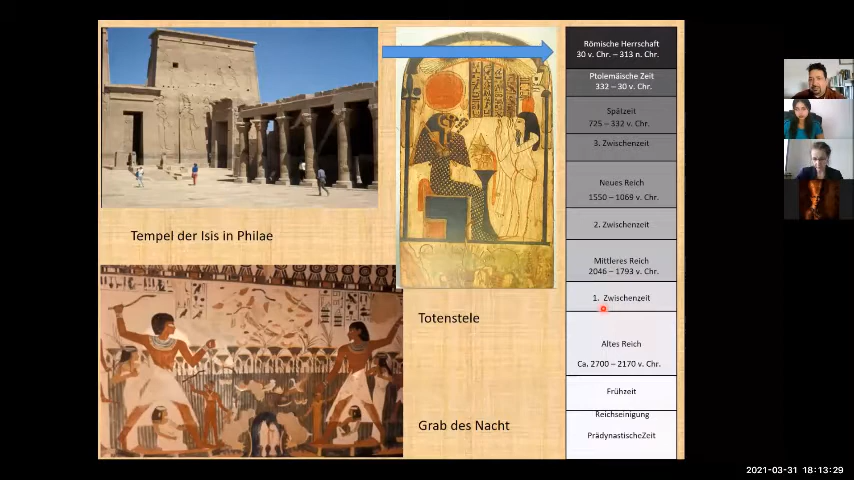 Tempel der Isis in Philae
Totenstele
Grab des Nacht
Römische Herrschaft
30 v. Chr. – 313 n. Chr.
Ptolemäische Zeit
332 – 30 v. Chr.
Spätzeit
725 – 332 v. Chr.
3. Zwischenzeit
Neues Reich
1550 – 1069 v. Chr.
2. Zwischenzeit
Mittleres Reich
2046 – 1793 v. Chr.
1. Zwischenzeit
Altes Reich
Ca. 2700 – 2170 v. Chr.
Frühzeit
Reichseinigung
PrädynastischeZeit
2021-03-31 18:13:29